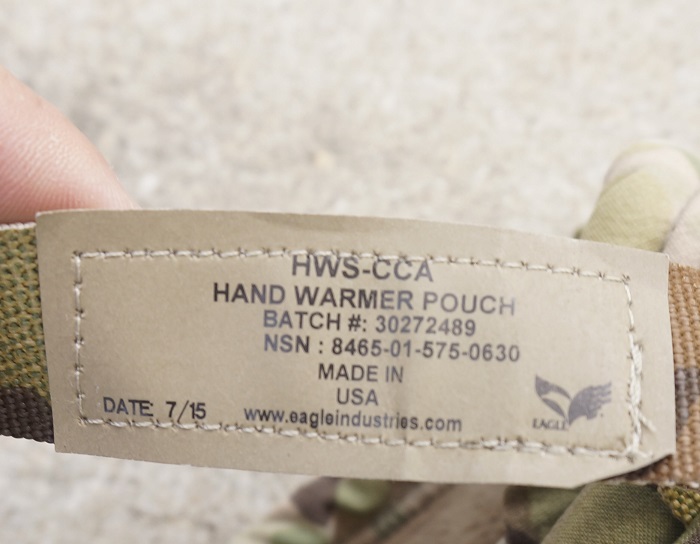 HWS-CCA
HAND WARMER POUCH
BATCH #: 30272489
NSN : 8465-01-575-0630
MADE IN
USA
DATE: 7/15
www.eagleindustries.com
EAGLE